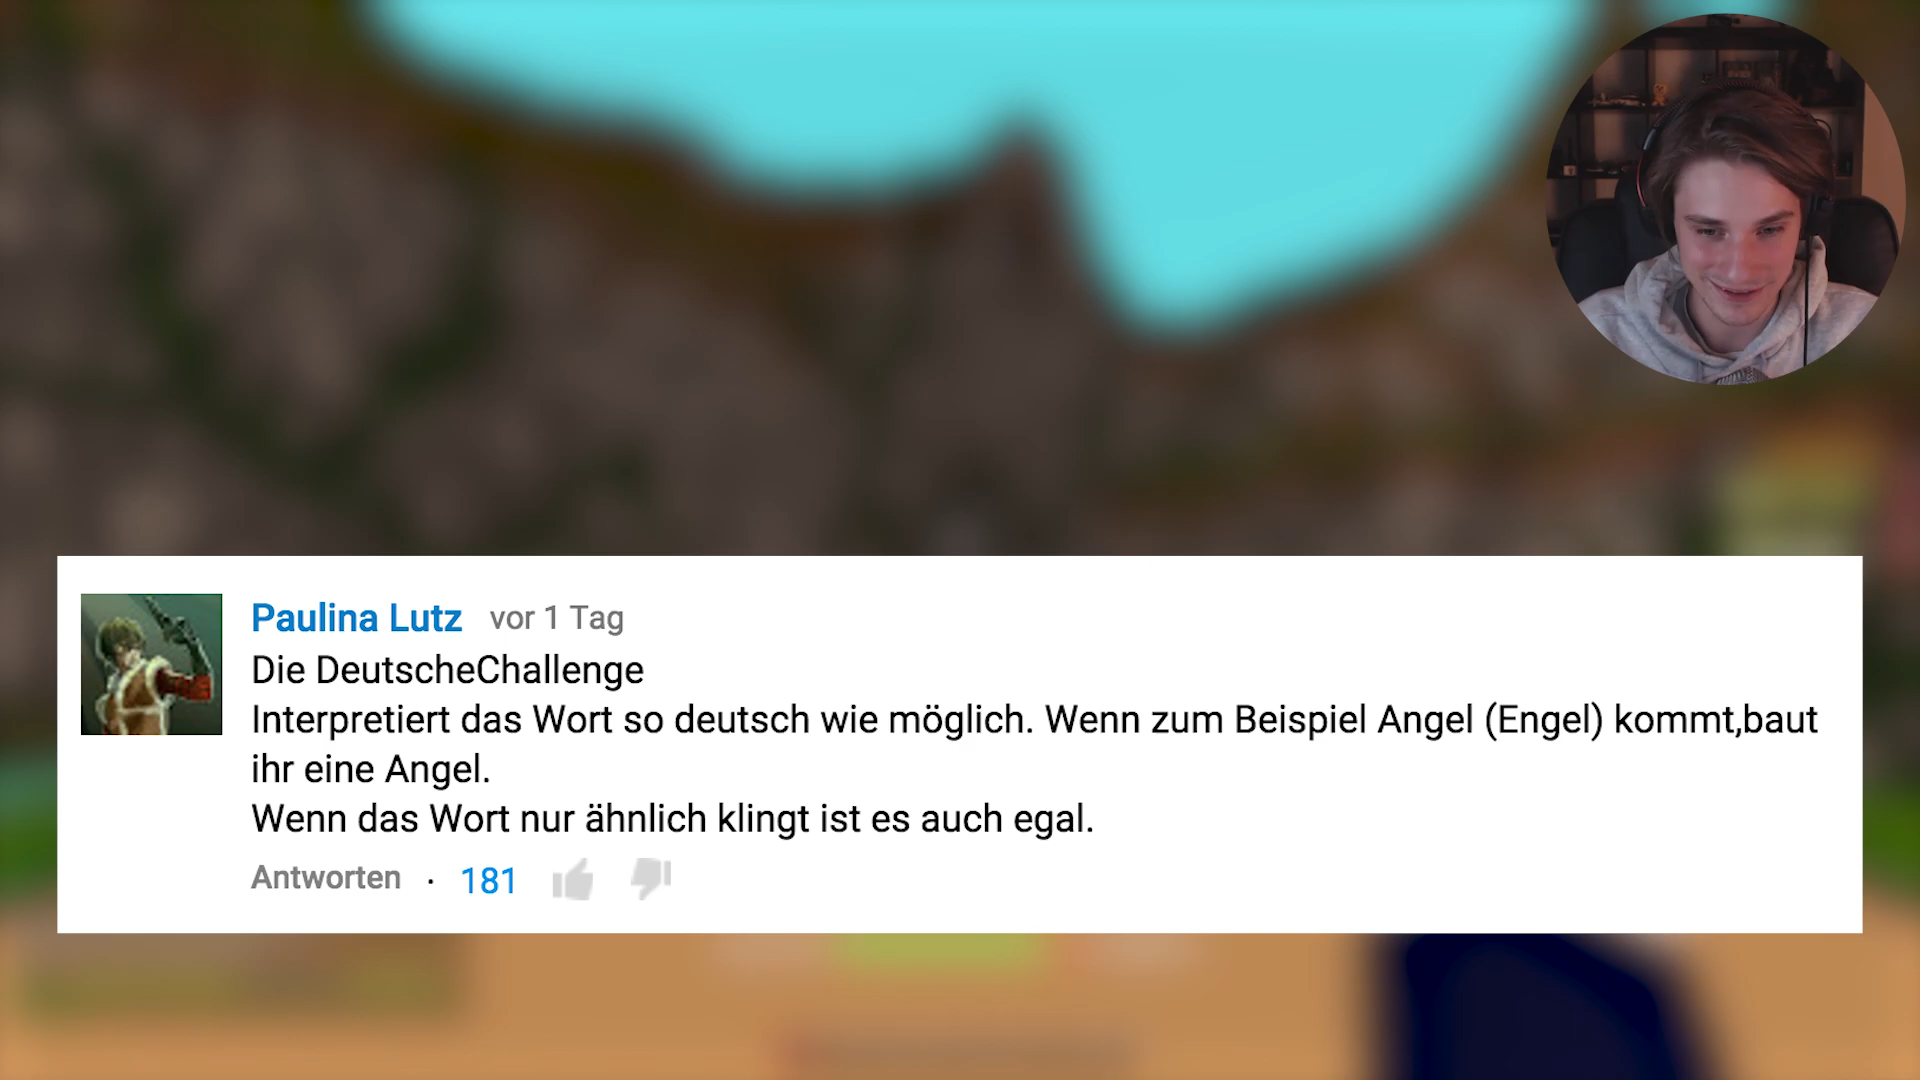 Paulina Lutz vor 1 Tag
Die DeutscheChallenge
Interpretiert das Wort so deutsch wie möglich. Wenn zum Beispiel Angel (Engel) kommt,baut
ihr eine Angel.
Wenn das Wort nur ähnlich klingt ist es auch egal.
Antworten · 181